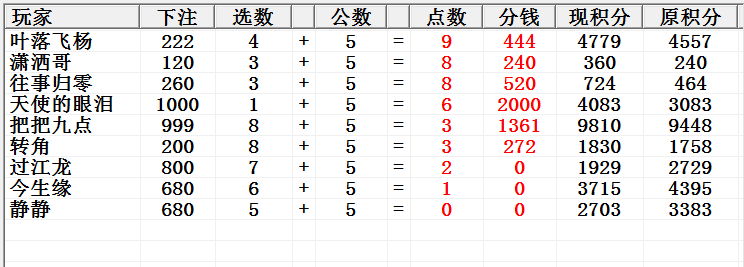 玩家 下注 选数 公数 点数 分钱 现积分 原积分
叶落飞杨 222 4 + 5 = 9 444 4779 4557
潇洒哥 120 3 + 5 = 8 240 360 240
往事归零 260 3 + 5 = 8 520 724 464
天使的眼泪 1000 1 + 5 = 6 2000 4083 3083
把把九点 999 8 + 5 = 3 1361 9810 9448
转角 200 8 + 5 = 3 272 1830 1758
过江龙 800 7 + 5 = 2 0 1929 2729
今生缘 680 6 + 5 = 1 0 3715 4395
静静 680 5 + 5 = 0 0 2703 3383